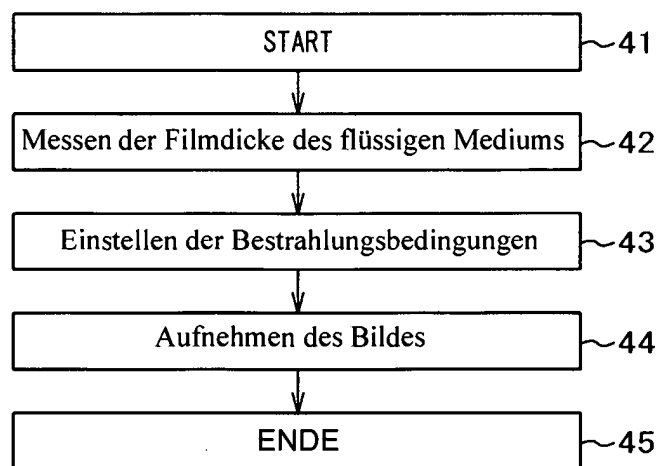 START 41
Messen der Filmdicke des flüssigen Mediums 42
Einstellen der Bestrahlungsbedingungen 43
Aufnehmen des Bildes 44
ENDE 45